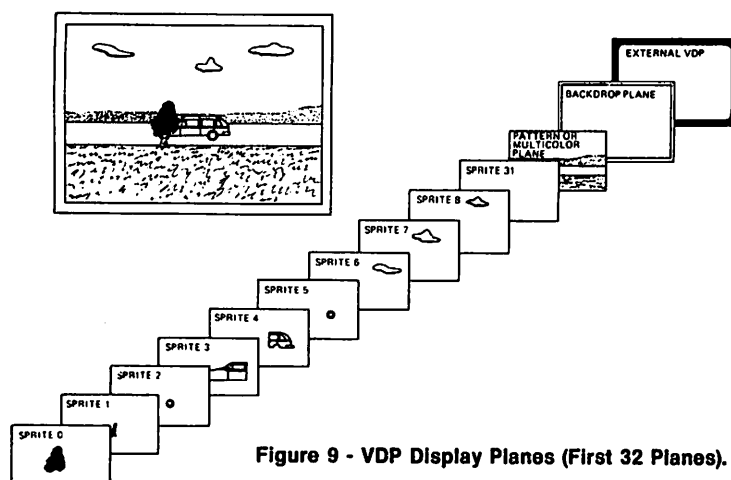 EXTERNAL VDP
BACKDROP PLANE
PATTERN OR
MULTICOLOR
PLANE
SPRITE 31
SPRITE 8
SPRITE 7
SPRITE 6
SPRITE 5
SPRITE 4
SPRITE 3
SPRITE 2
SPRITE 1
SPRITE 0
Figure 9 - VDP Display Planes (First 32 Planes).